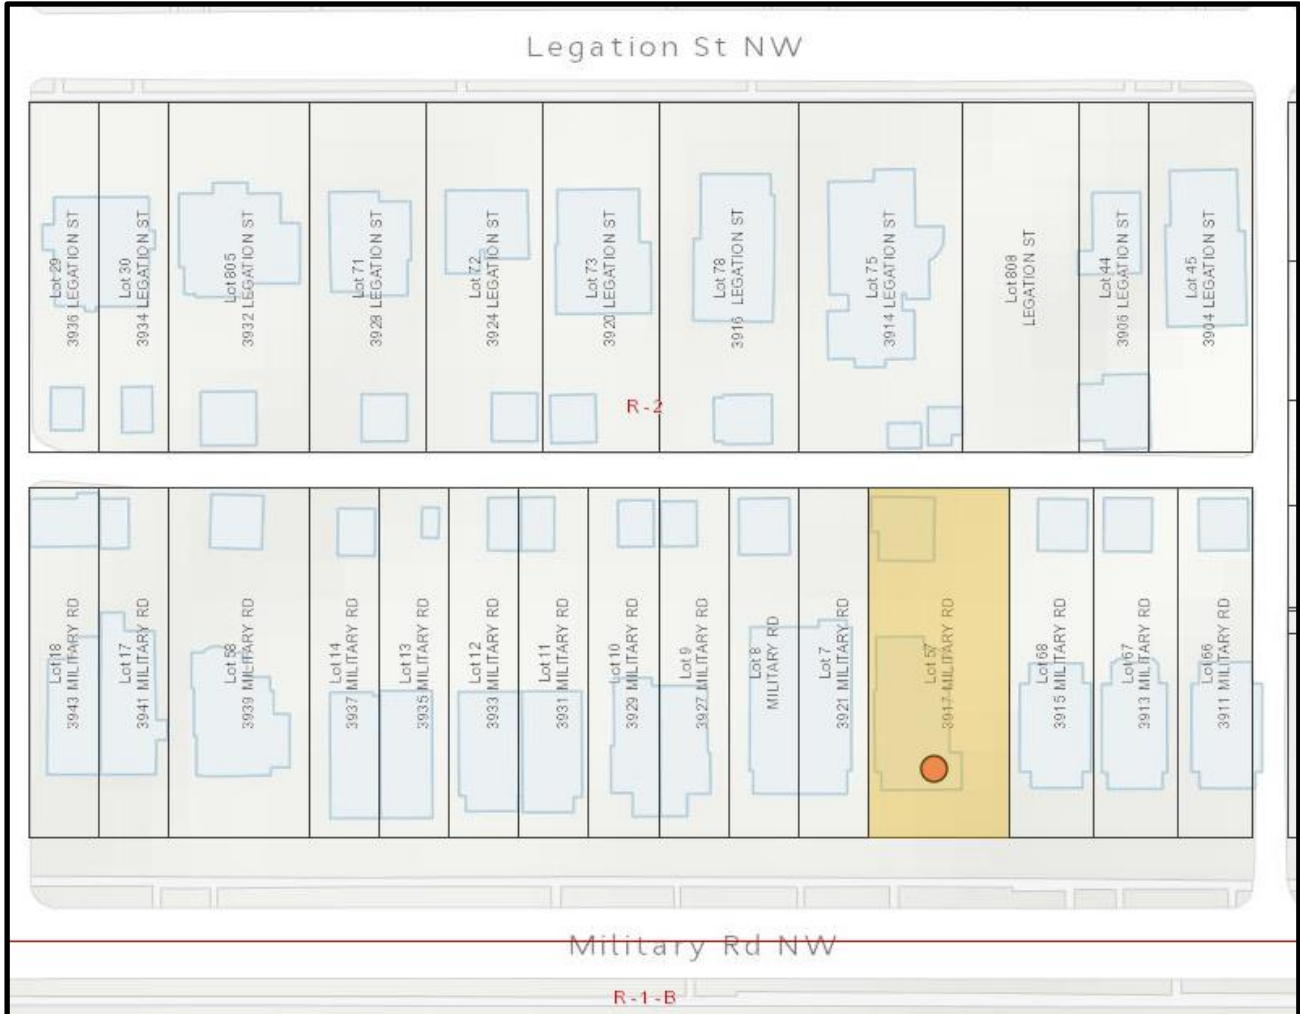 Legation St NW
Lot 29
3936 LEGATION ST
Lot 30
3934 LEGATION ST
Lot 805
3932 LEGATION ST
Lot 71
3928 LEGATION ST
Lot 72
3924 LEGATION ST
Lot 73
3920 LEGATION ST
Lot 78
3916 LEGATION ST
Lot 75
3914 LEGATION ST
Lot 808
LEGATION ST
Lot 44
3906 LEGATION ST
Lot 45
3904 LEGATION ST
R-2
Lot 18
3943 MILITARY RD
Lot 17
3941 MILITARY RD
Lot 58
3939 MILITARY RD
Lot 14
3937 MILITARY RD
Lot 13
3935 MILITARY RD
Lot 12
3933 MILITARY RD
Lot 11
3931 MILITARY RD
Lot 10
3929 MILITARY RD
Lot 9
3927 MILITARY RD
Lot 8
MILITARY RD
Lot 7
3921 MILITARY RD
Lot 57
3917 MILITARY RD
Lot 68
3915 MILITARY RD
Lot 67
3913 MILITARY RD
Lot 66
3911 MILITARY RD
Military Rd NW
R-1-B